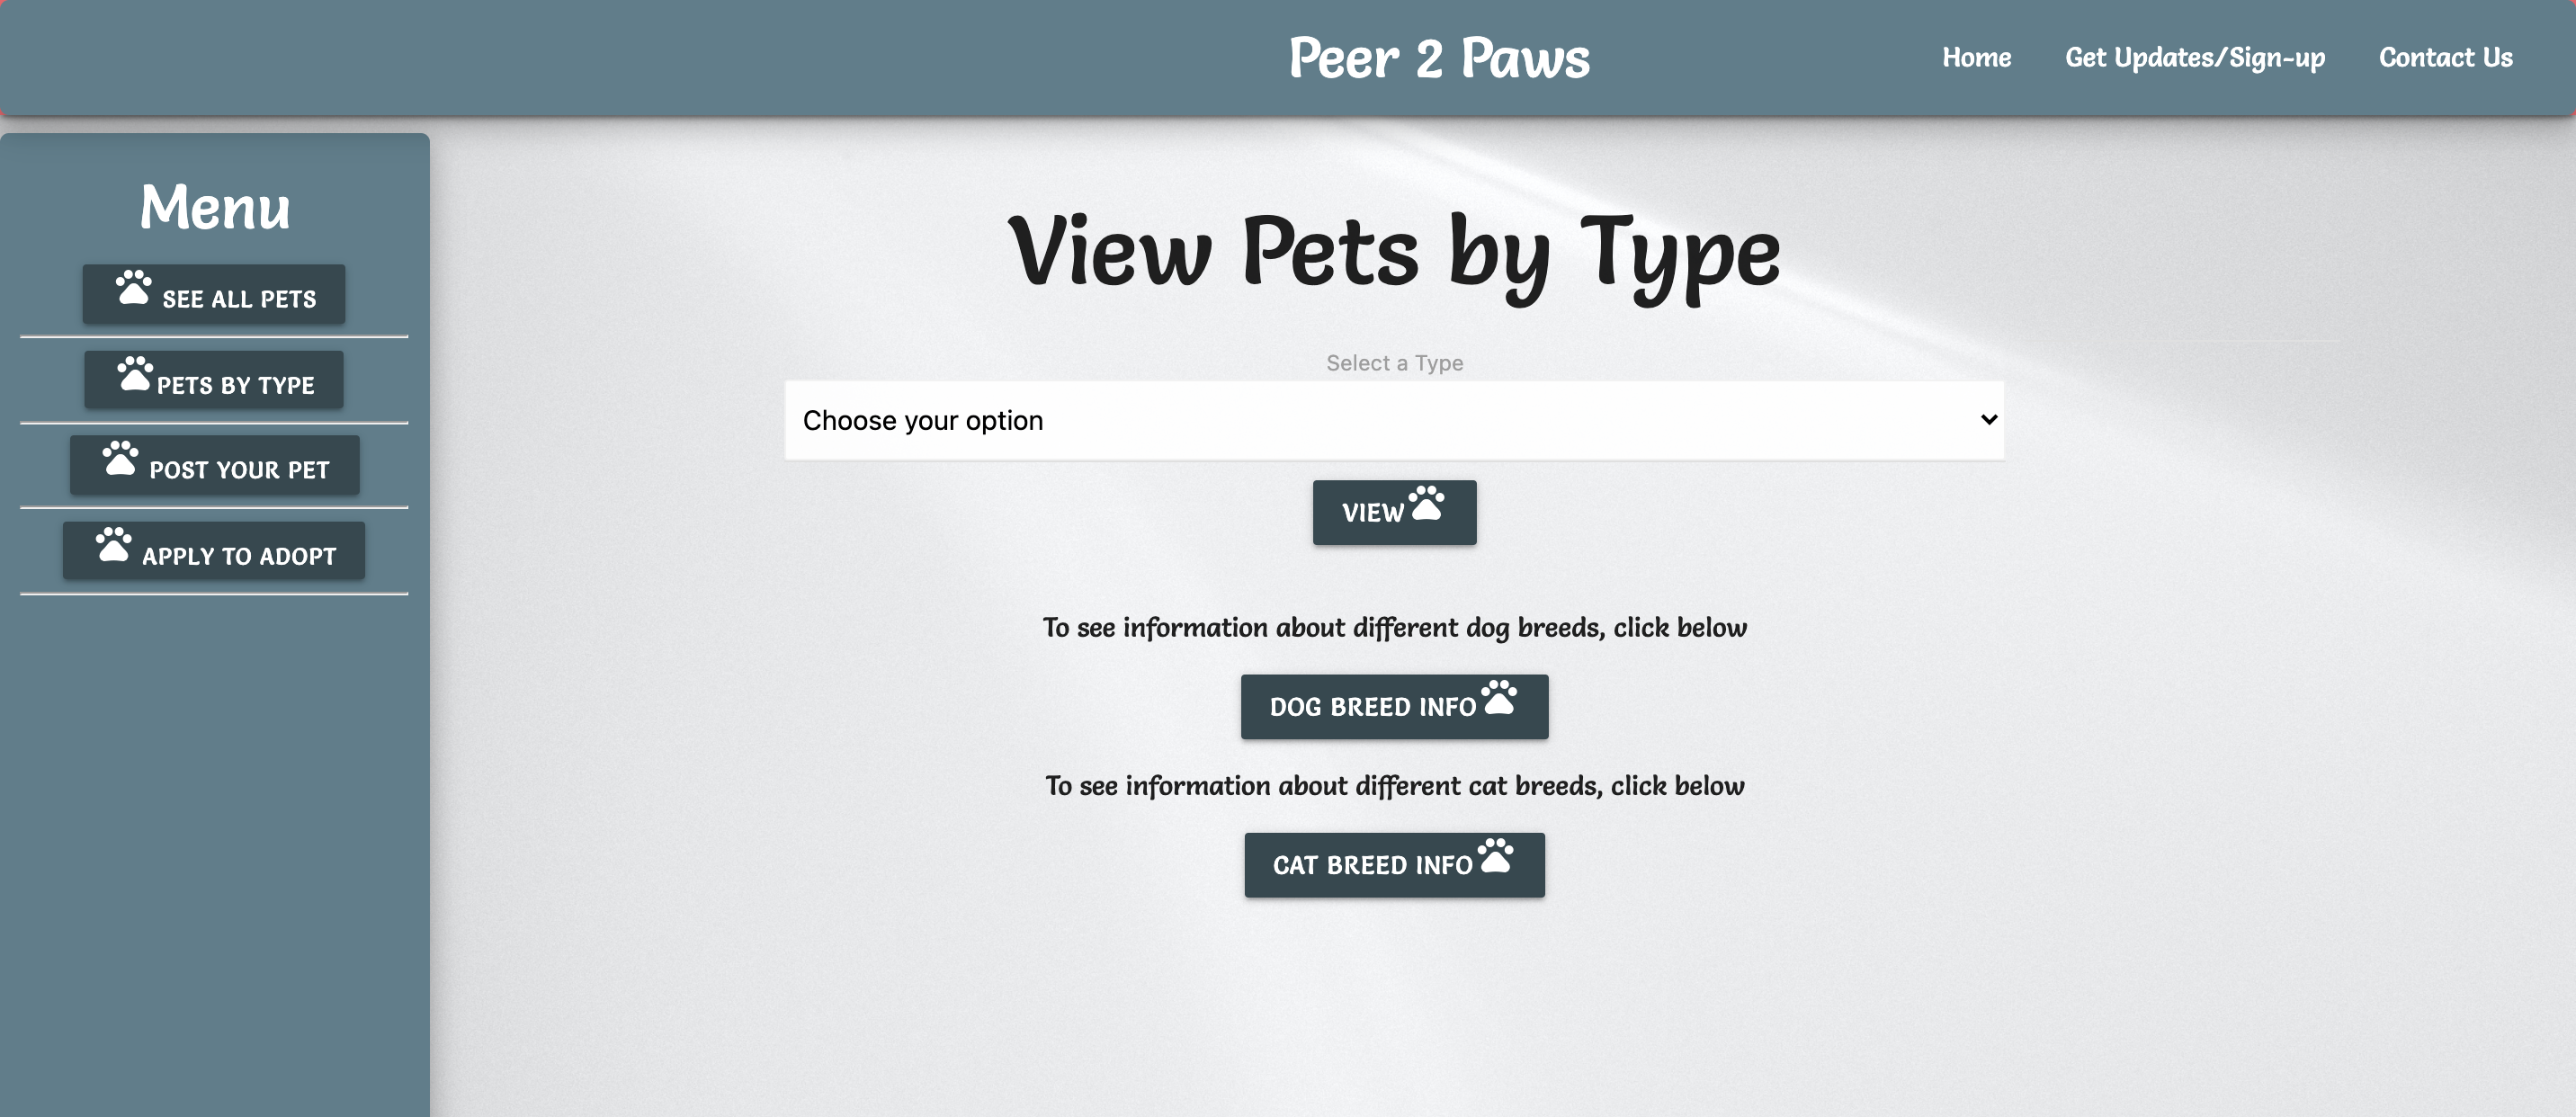 Peer 2 Paws
Home
Get Updates/Sign-up
Contact Us
Menu
SEE ALL PETS
PETS BY TYPE
POST YOUR PET
APPLY TO ADOPT
View Pets by Type
Select a Type
Choose your option
VIEW
To see information about different dog breeds, click below
DOG BREED INFO
To see information about different cat breeds, click below
CAT BREED INFO